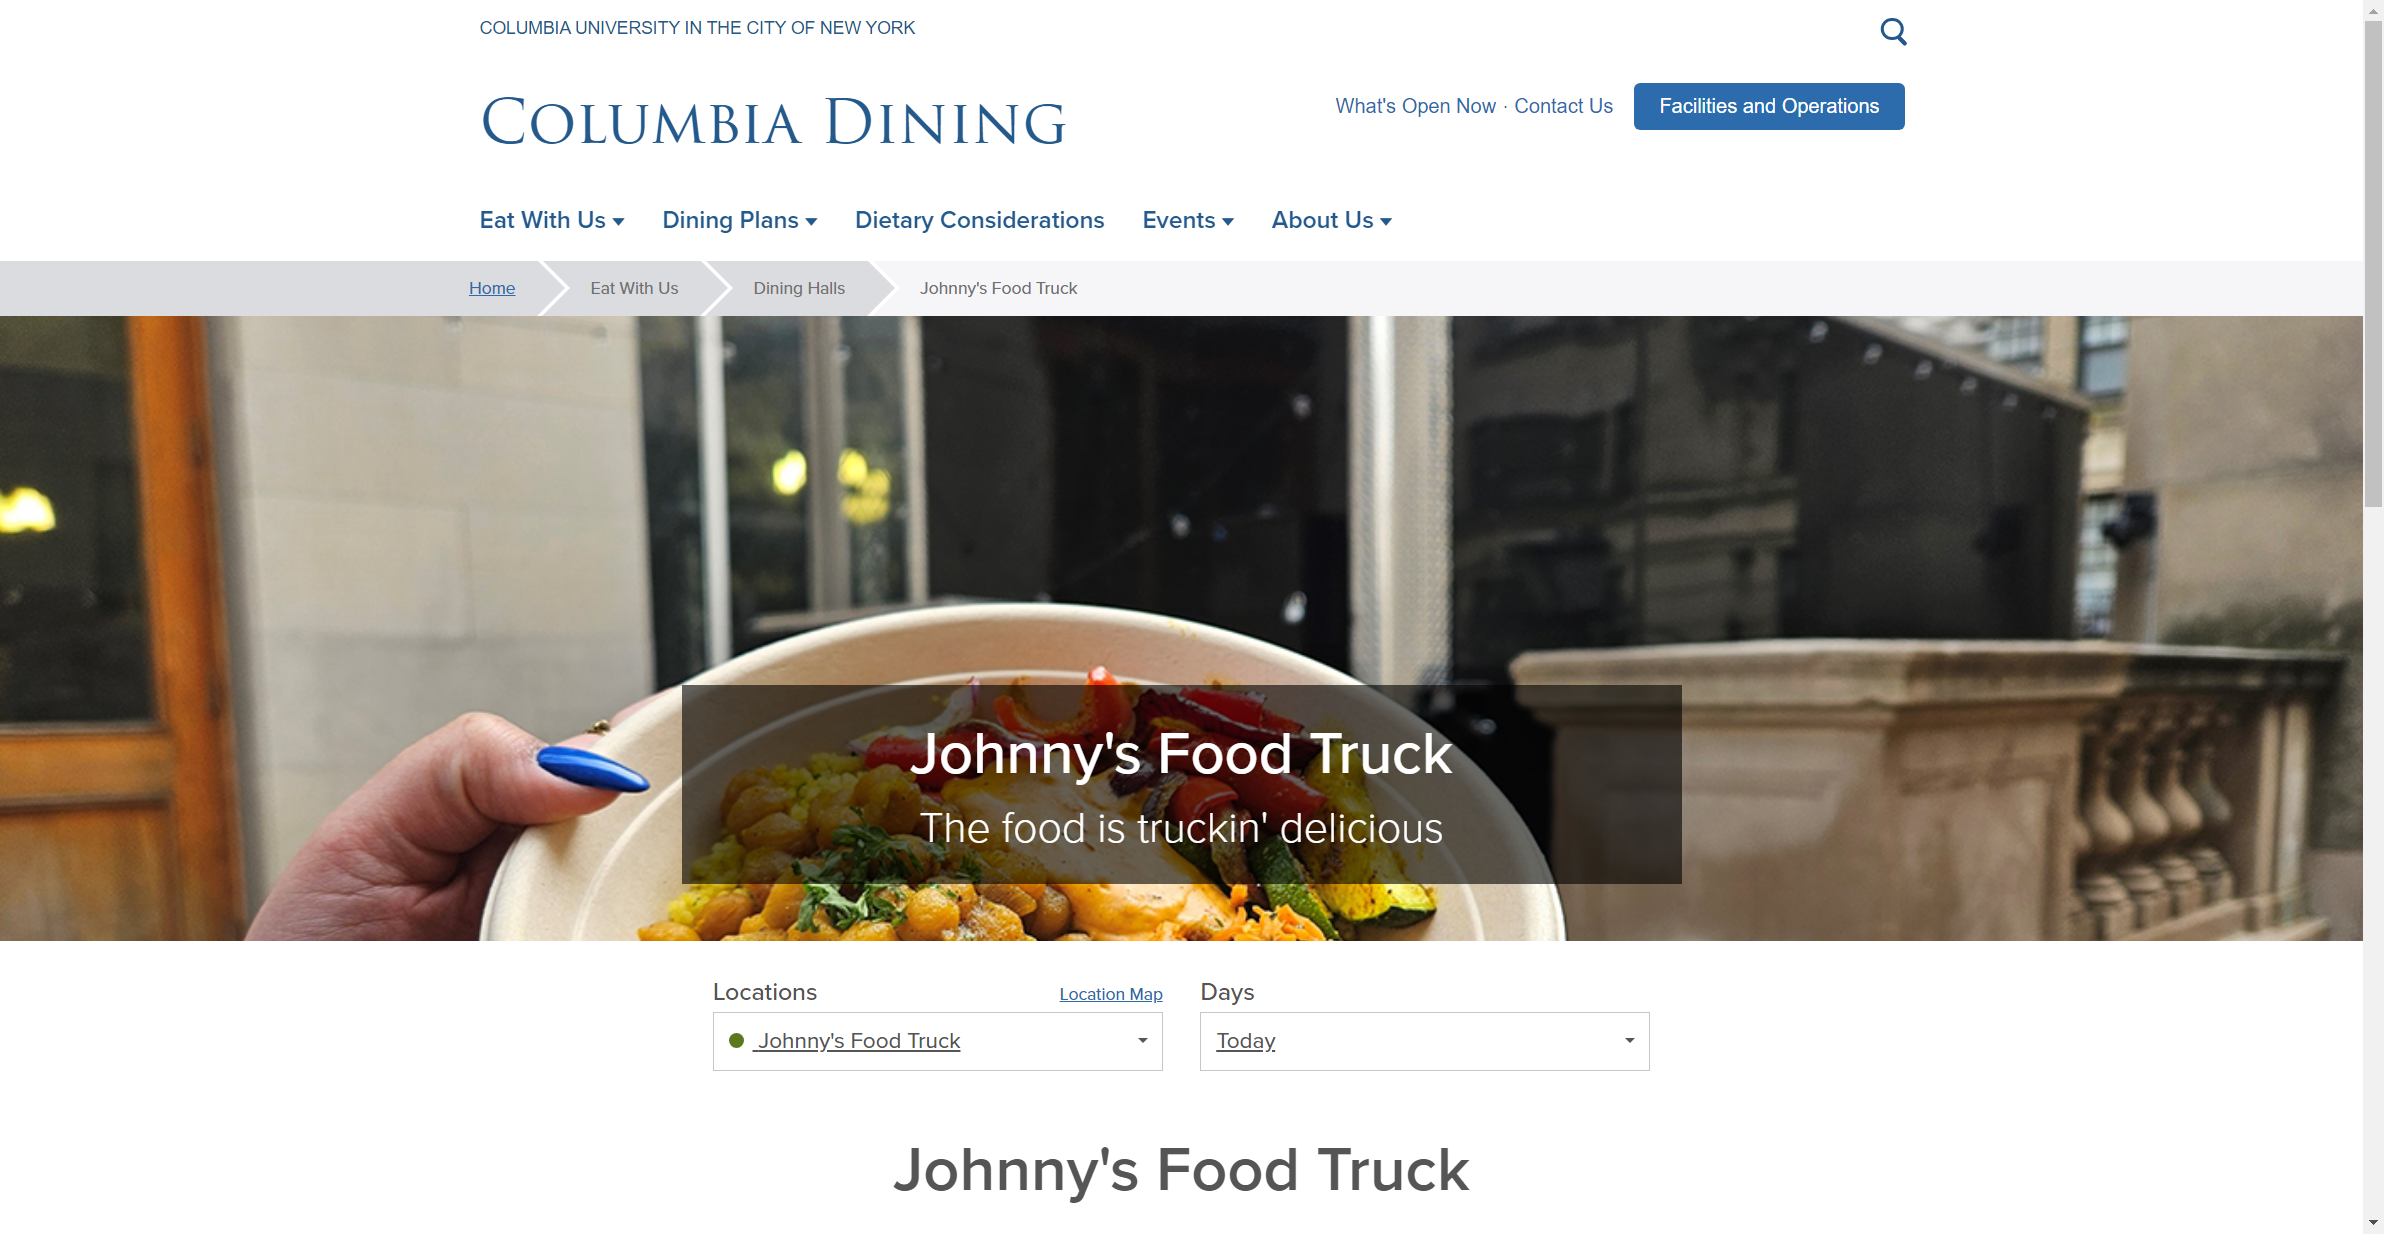 COLUMBIA UNIVERSITY IN THE CITY OF NEW YORK
COLUMBIA DINING
What's Open Now · Contact Us
Facilities and Operations
Eat With Us
Dining Plans
Dietary Considerations
Events
About Us
Home
Eat With Us
Dining Halls
Johnny's Food Truck
Johnny's Food Truck
The food is truckin' delicious
Locations
Location Map
Johnny's Food Truck
Days
Today
Johnny's Food Truck